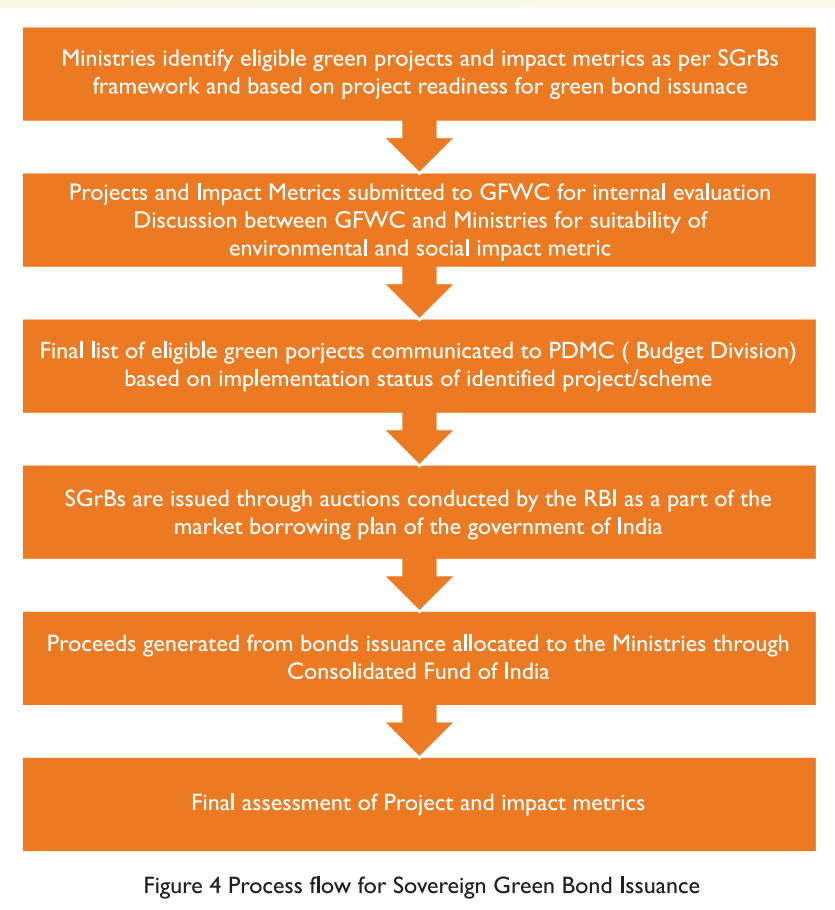 Ministries identify eligible green projects and impact metrics as per SGrBs
framework and based on project readiness for green bond issunace
Projects and Impact Metrics submitted to GFWC for internal evaluation
Discussion between GFWC and Ministries for suitability of
environmental and social impact metric
Final list of eligible green porjects communicated to PDMC ( Budget Division)
based on implementation status of identified project/scheme
SGrBs are issued through auctions conducted by the RBI as a part of the
market borrowing plan of the government of India
Proceeds generated from bonds issuance allocated to the Ministries through
Consolidated Fund of India
Final assessment of Project and impact metrics
Figure 4 Process flow for Sovereign Green Bond Issuance